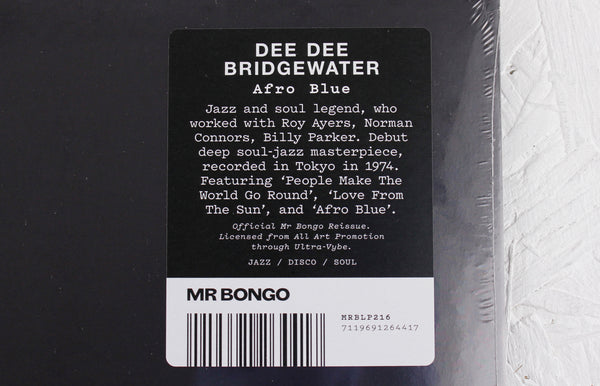 DEE DEE
BRIDGEWATER
Afro Blue
Jazz and soul legend, who
worked with Roy Ayers, Norman
Connors, Billy Parker. Debut
deep soul-jazz masterpiece,
recorded in Tokyo in 1974.
Featuring ‘People Make The
World Go Round’, ‘Love From
The Sun’, and ‘Afro Blue’.
Official Mr Bongo Reissue.
Licensed from All Art Promotion
through Ultra-Vybe.
JAZZ / DISCO / SOUL
MR BONGO
MRBLP216
7119691264417